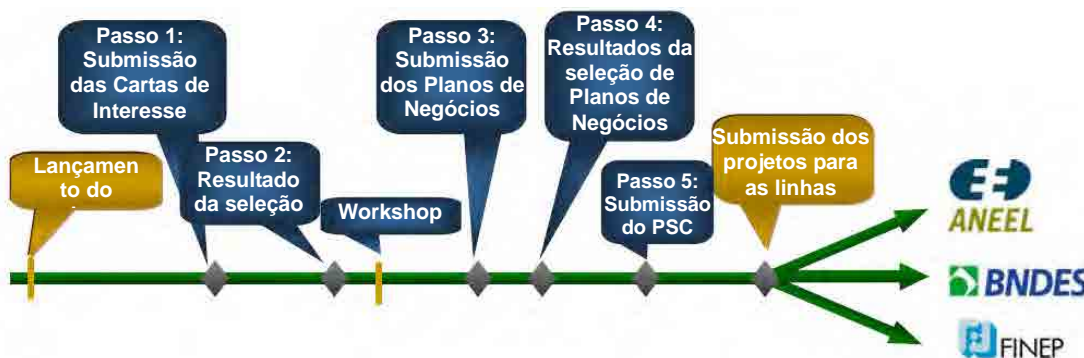 Passo 1:
Submissão
das Cartas de
Interesse
Passo 3:
Submissão
dos Planos de
Negócios
Passo 4:
Resultados da
seleção de
Planos de
Negócios
Lançamen
to do
Passo 2:
Resultado
da seleção
Workshop
Passo 5:
Submissão
do PSC
Submissão dos
projetos para
as linhas
ANEEL
BNDES
FINEP